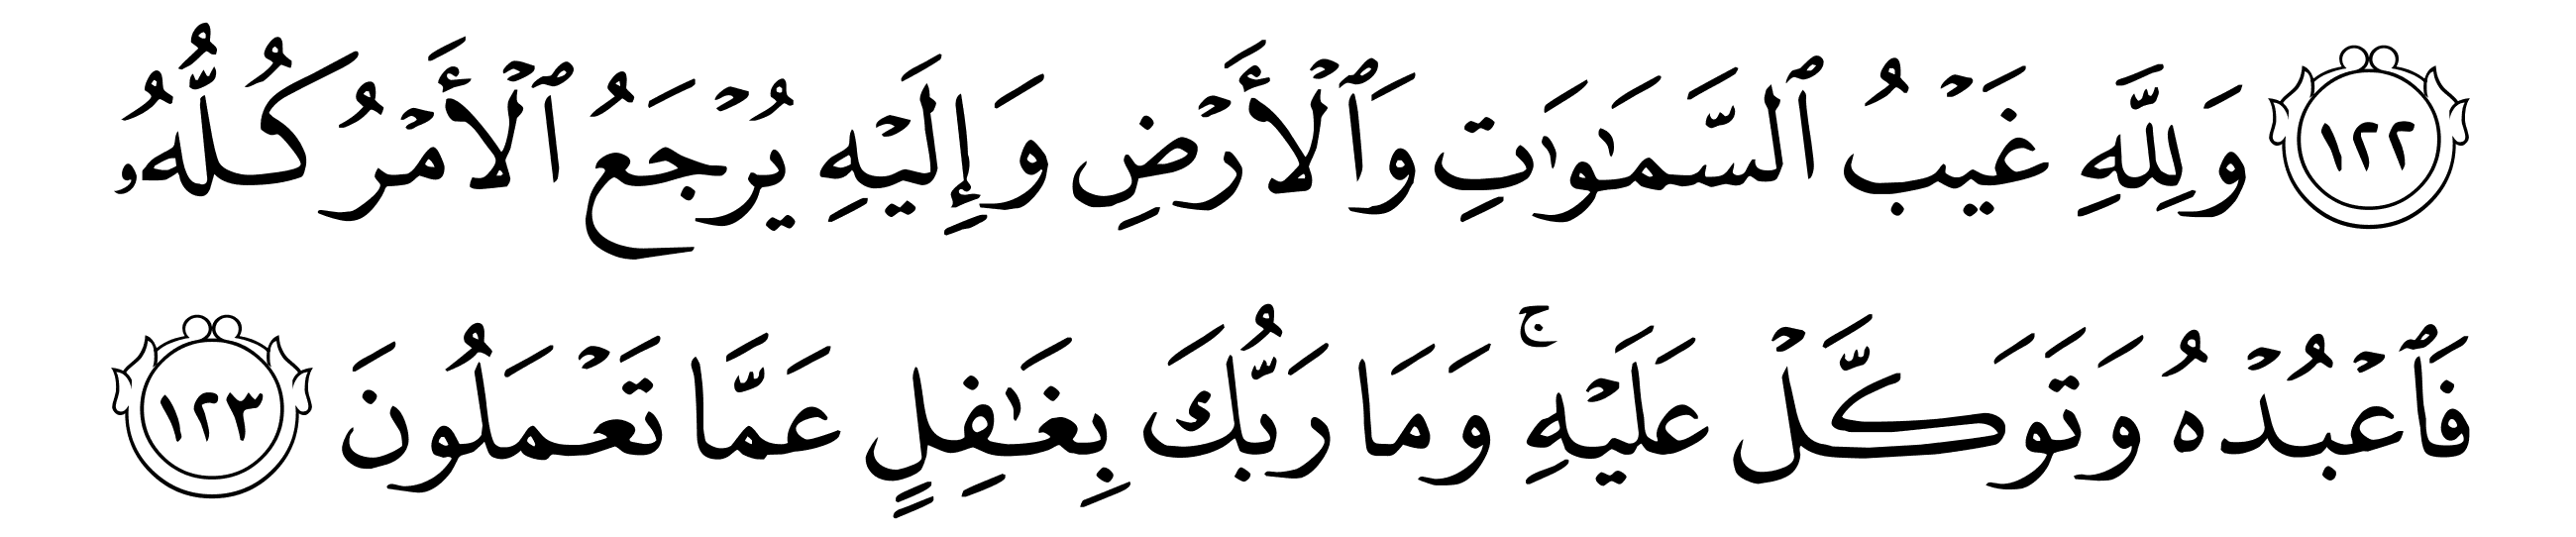 ١٢٢ وَلِلَّهِ غَيۡبُ ٱلسَّمَٰوَٰتِ وَٱلۡأَرۡضِ وَإِلَيۡهِ يُرۡجَعُ ٱلۡأَمۡرُ كُلُّهُۥ
فَٱعۡبُدۡهُ وَتَوَكَّلۡ عَلَيۡهِۚ وَمَا رَبُّكَ بِغَٰفِلٍ عَمَّا تَعۡمَلُونَ ١٢٣